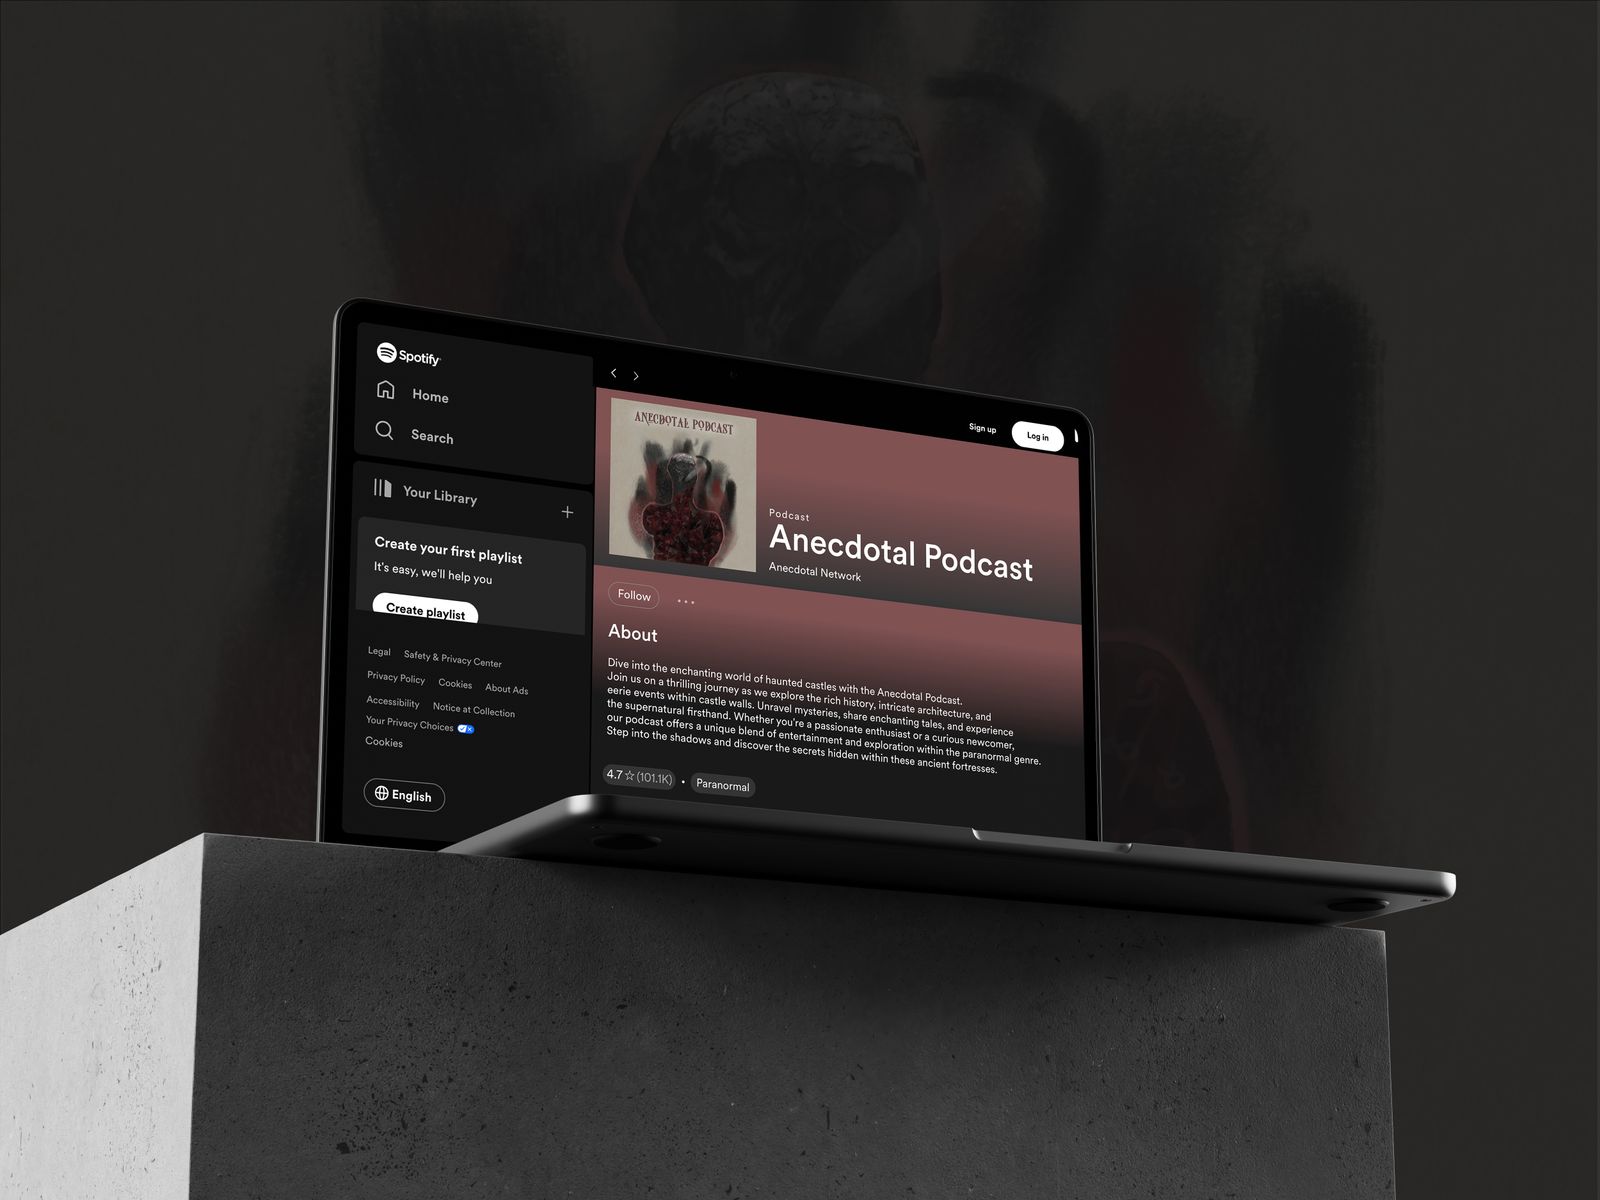 Spotify
Home
Search
Your Library
Create your first playlist
It's easy, we'll help you
Create playlist
Legal Safety & Privacy Center
Privacy Policy Cookies About Ads
Accessibility Notice at Collection
Your Privacy Choices
Cookies
English
Sign up Log in
ANECDOTAL PODCAST
Podcast
Anecdotal Podcast
Anecdotal Network
Follow
About
Dive into the enchanting world of haunted castles with the Anecdotal Podcast.
Join us on a thrilling journey as we explore the rich history, intricate architecture, and
eerie events within castle walls. Unravel mysteries, share enchanting tales, and experience
the supernatural firsthand. Whether you're a passionate enthusiast or a curious newcomer,
our podcast offers a unique blend of entertainment and exploration within the paranormal genre.
Step into the shadows and discover the secrets hidden within these ancient fortresses.
4.7☆(101.1K) • Paranormal